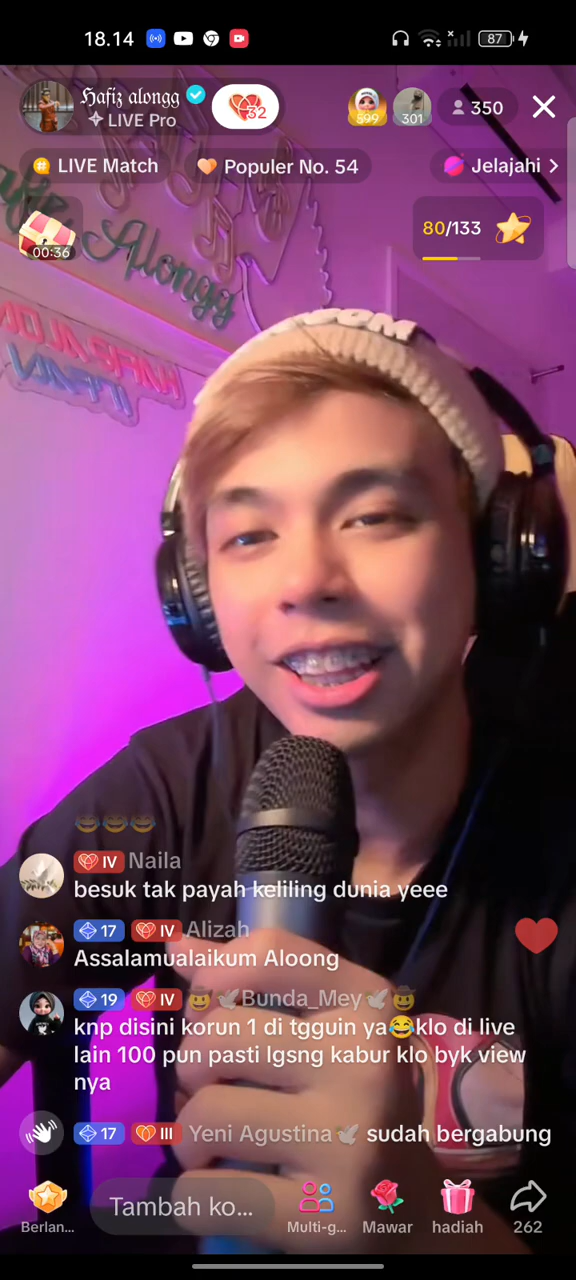 18.14
87
Hafiz alongg
LIVE Pro
32
599
301
350
LIVE Match
Populer No. 54
Jelajahi
00:36
80/133
Alongg
IV Naila
besuk tak payah keliling dunia yeee
17 IV Alizah
Assalamualaikum Aloong
19 IV 🤠🕊️Bunda_Mey🕊️🤠
knp disini korun 1 di tgguin ya😂klo di live
lain 100 pun pasti lgsng kabur klo byk view
nya
17 III Yeni Agustina🕊️ sudah bergabung
Berlan...
Tambah ko...
Multi-g...
Mawar
hadiah
262